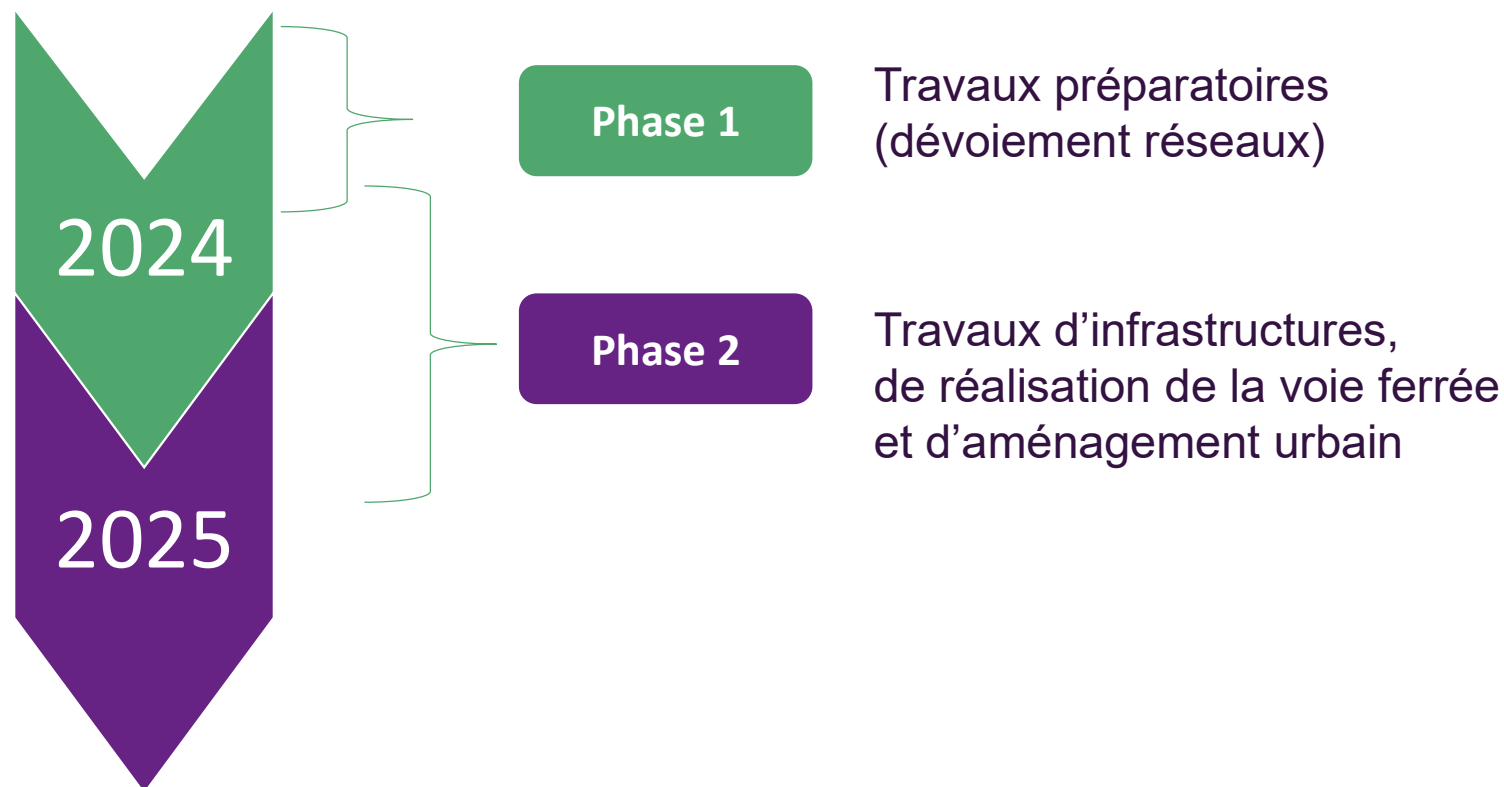 2024
2025
Phase 1
Travaux préparatoires
(dévoiement réseaux)
Phase 2
Travaux d’infrastructures,
de réalisation de la voie ferrée
et d’aménagement urbain